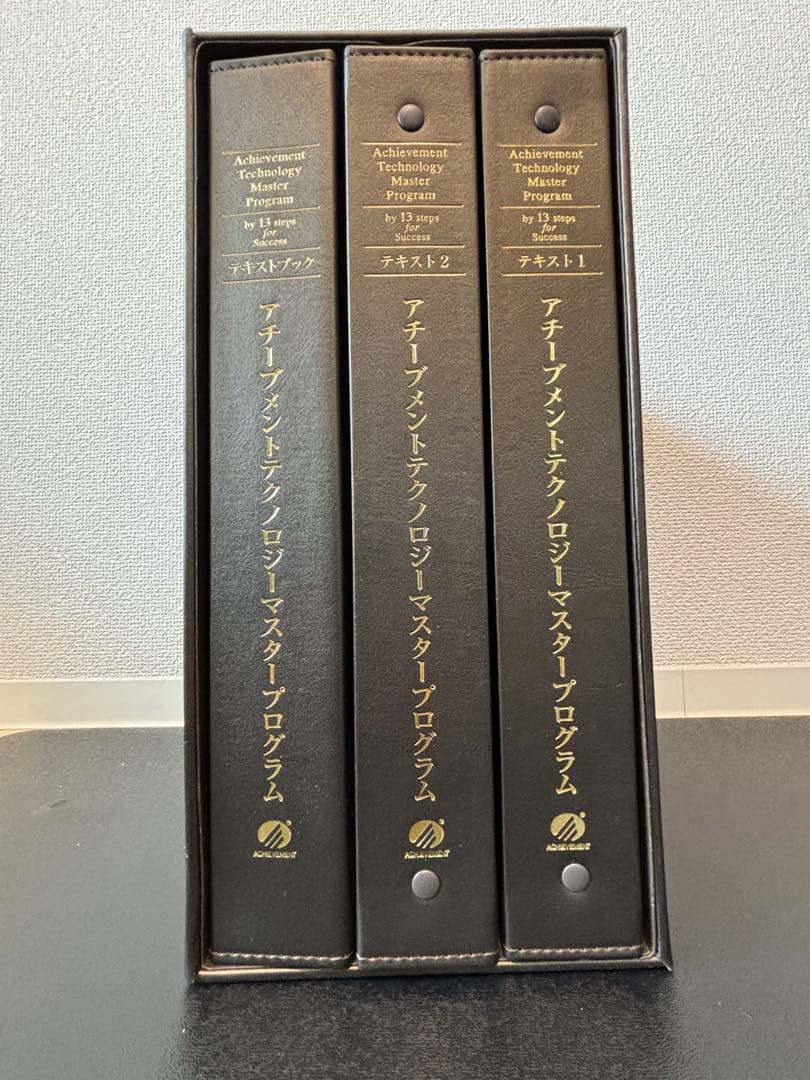 Achievement
Technology
Master
Program
by 13 steps
for
Success
テキストブック
アチーブメントテクノロジーマスタープログラム
ACHIEVEMENT
Achievement
Technology
Master
Program
by 13 steps
for
Success
テキスト2
アチーブメントテクノロジーマスタープログラム
ACHIEVEMENT
Achievement
Technology
Master
Program
by 13 steps
for
Success
テキスト1
アチーブメントテクノロジーマスタープログラム
ACHIEVEMENT